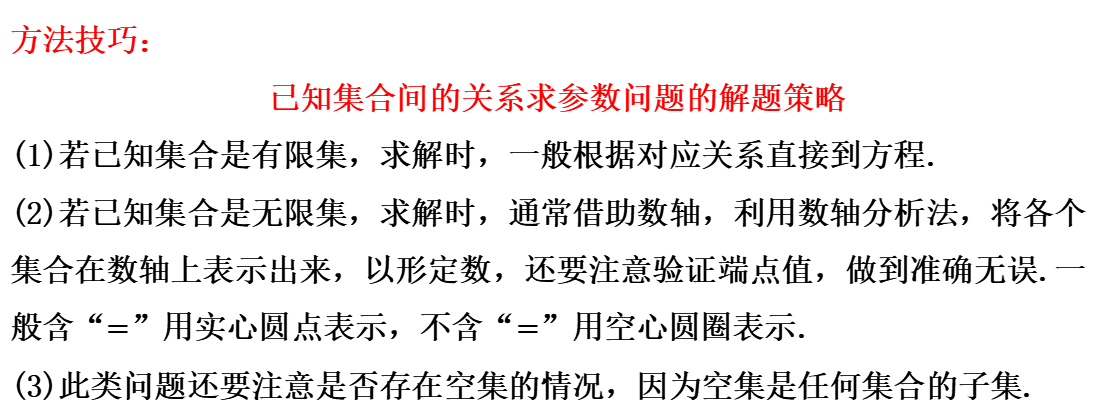 方法技巧：
已知集合间的关系求参数问题的解题策略
(1)若已知集合是有限集，求解时，一般根据对应关系直接到方程.
(2)若已知集合是无限集，求解时，通常借助数轴，利用数轴分析法，将各个
集合在数轴上表示出来，以形定数，还要注意验证端点值，做到准确无误.一
般含“=”用实心圆点表示，不含“=”用空心圆圈表示.
(3)此类问题还要注意是否存在空集的情况，因为空集是任何集合的子集.